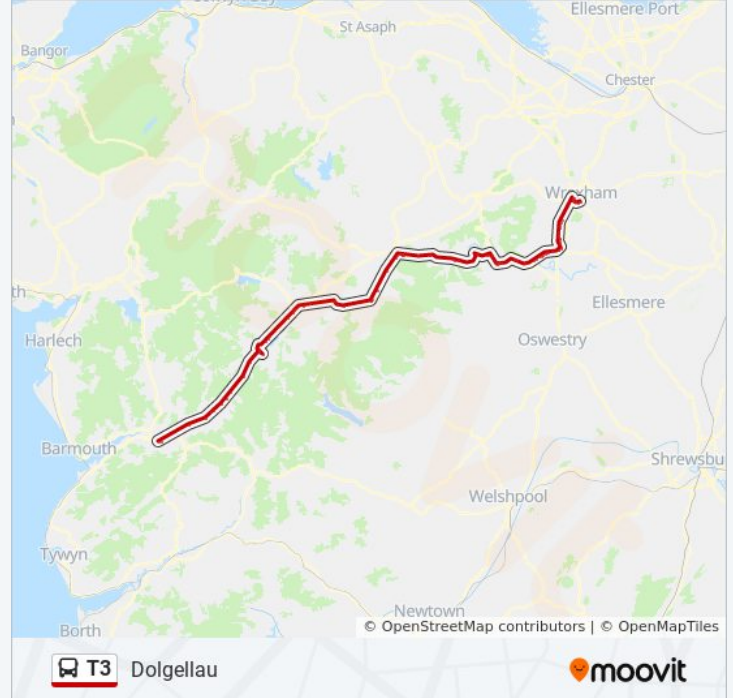 Ellesmere Port
St Asaph
Bangor
Chester
Wrexham
Ellesmere
Harlech
Oswestry
Barmouth
Shrewsbu
Welshpool
Tywyn
Newtown
© OpenStreetMap contributors | © OpenMapTiles
Borth
T3 Dolgellau
moovit